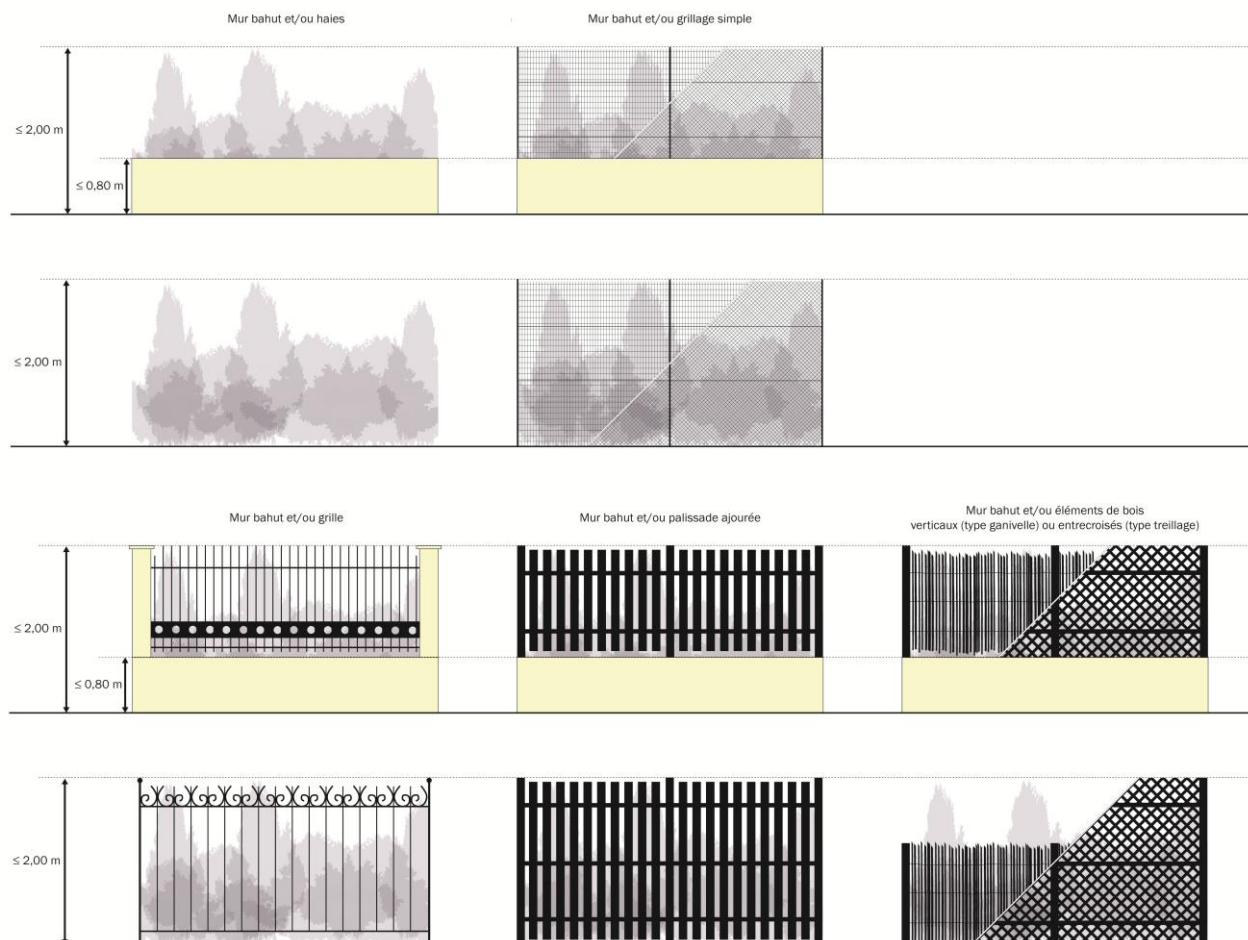 Mur bahut et/ou haies
Mur bahut et/ou grillage simple
≤ 2,00 m
≤ 0,80 m
≤ 2,00 m
Mur bahut et/ou grille
Mur bahut et/ou palissade ajourée
Mur bahut et/ou éléments de bois
verticaux (type ganivelle) ou entrecroisés (type treillage)
≤ 2,00 m
≤ 0,80 m
≤ 2,00 m